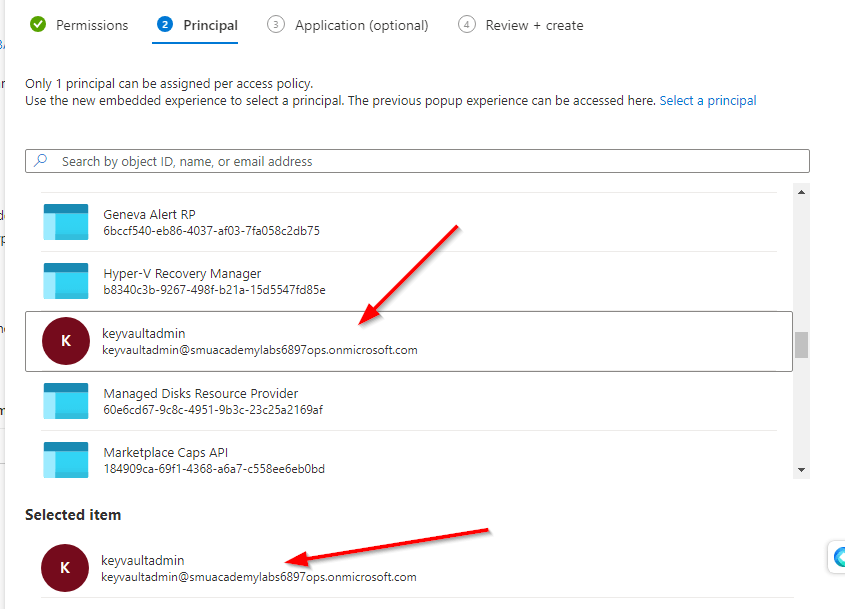 Permissions
2 Principal
3 Application (optional)
4 Review + create
Only 1 principal can be assigned per access policy.
Use the new embedded experience to select a principal. The previous popup experience can be accessed here. Select a principal
Search by object ID, name, or email address
Geneva Alert RP
6bccf540-eb86-4037-af03-7fa058c2db75
Hyper-V Recovery Manager
b8340c3b-9267-498f-b21a-15d5547fd85e
K
keyvaultadmin
keyvaultadmin@smuacademylabs6897ops.onmicrosoft.com
Managed Disks Resource Provider
60e6cd67-9c8c-4951-9b3c-23c25a2169af
Marketplace Caps API
184909ca-69f1-4368-a6a7-c558ee6eb0bd
Selected item
K
keyvaultadmin
keyvaultadmin@smuacademylabs6897ops.onmicrosoft.com